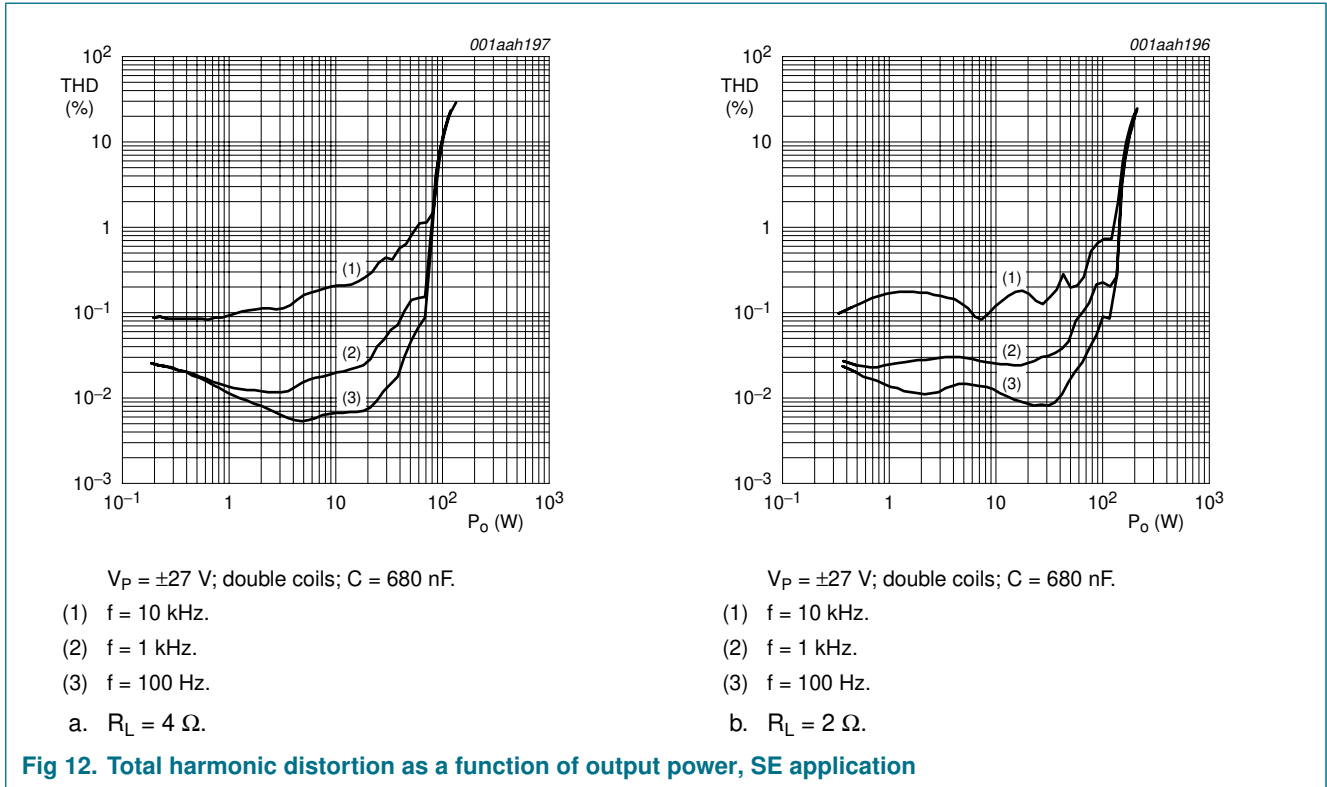 001aah197
10²
THD
(%)
10
1
10⁻¹
10⁻²
10⁻³
(1)
(2)
(3)
10⁻¹ 1 10 10² 10³
Pₒ (W)
V_P = ±27 V; double coils; C = 680 nF.
(1) f = 10 kHz.
(2) f = 1 kHz.
(3) f = 100 Hz.
a. R_L = 4 Ω.
001aah196
10²
THD
(%)
10
1
10⁻¹
10⁻²
10⁻³
(1)
(2)
(3)
10⁻¹ 1 10 10² 10³
Pₒ (W)
V_P = ±27 V; double coils; C = 680 nF.
(1) f = 10 kHz.
(2) f = 1 kHz.
(3) f = 100 Hz.
b. R_L = 2 Ω.
Fig 12. Total harmonic distortion as a function of output power, SE application